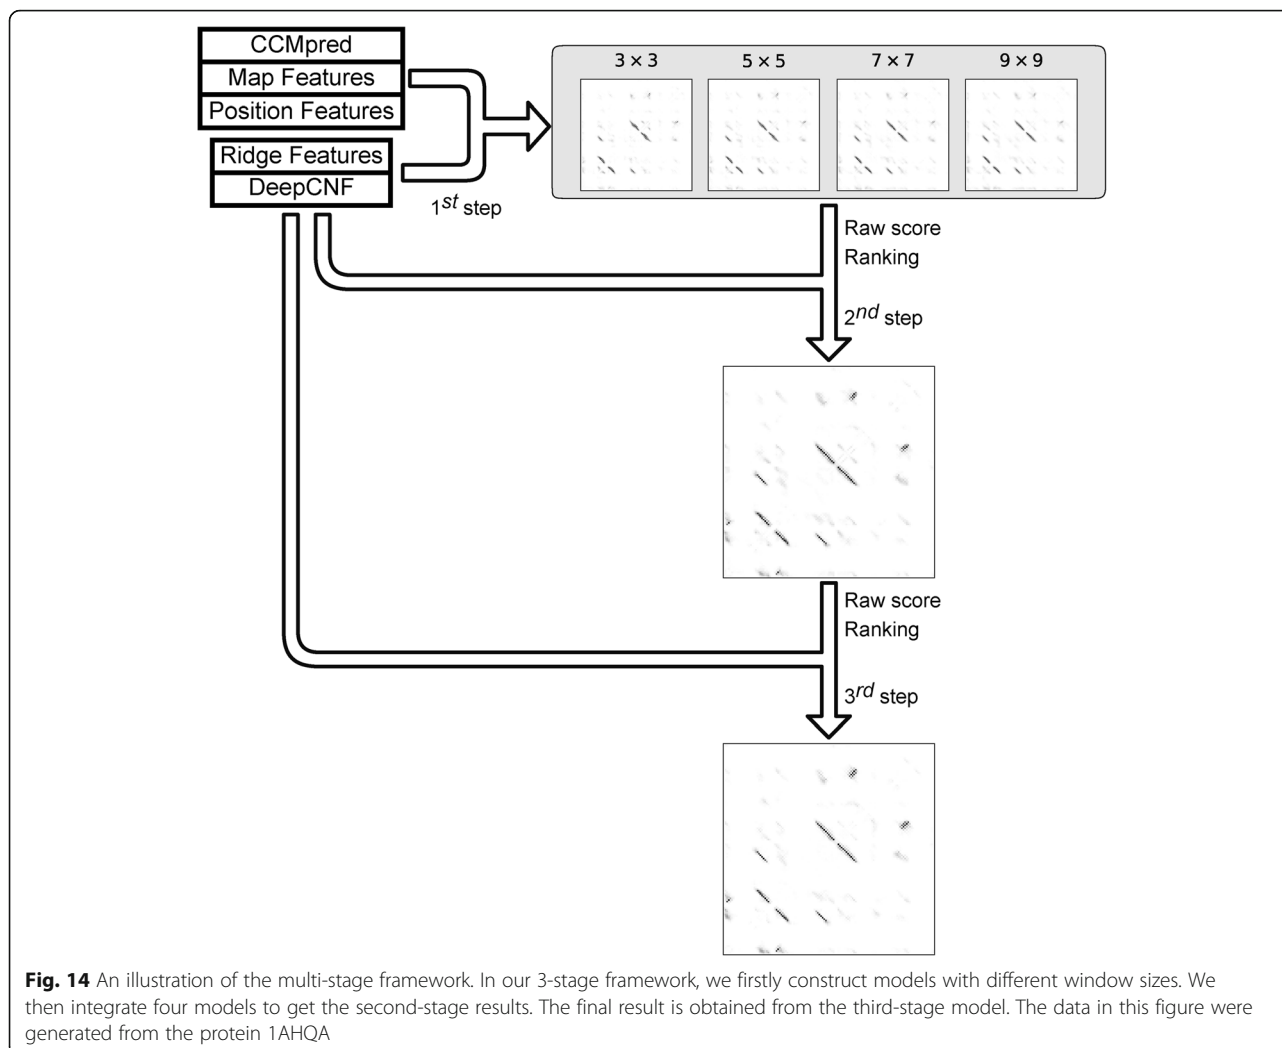 CCMpred
Map Features
Position Features
Ridge Features
DeepCNF
1st step
3 × 3
5 × 5
7 × 7
9 × 9
Raw score
Ranking
2nd step
Raw score
Ranking
3rd step
Fig. 14 An illustration of the multi-stage framework. In our 3-stage framework, we firstly construct models with different window sizes. We
then integrate four models to get the second-stage results. The final result is obtained from the third-stage model. The data in this figure were
generated from the protein 1AHQA